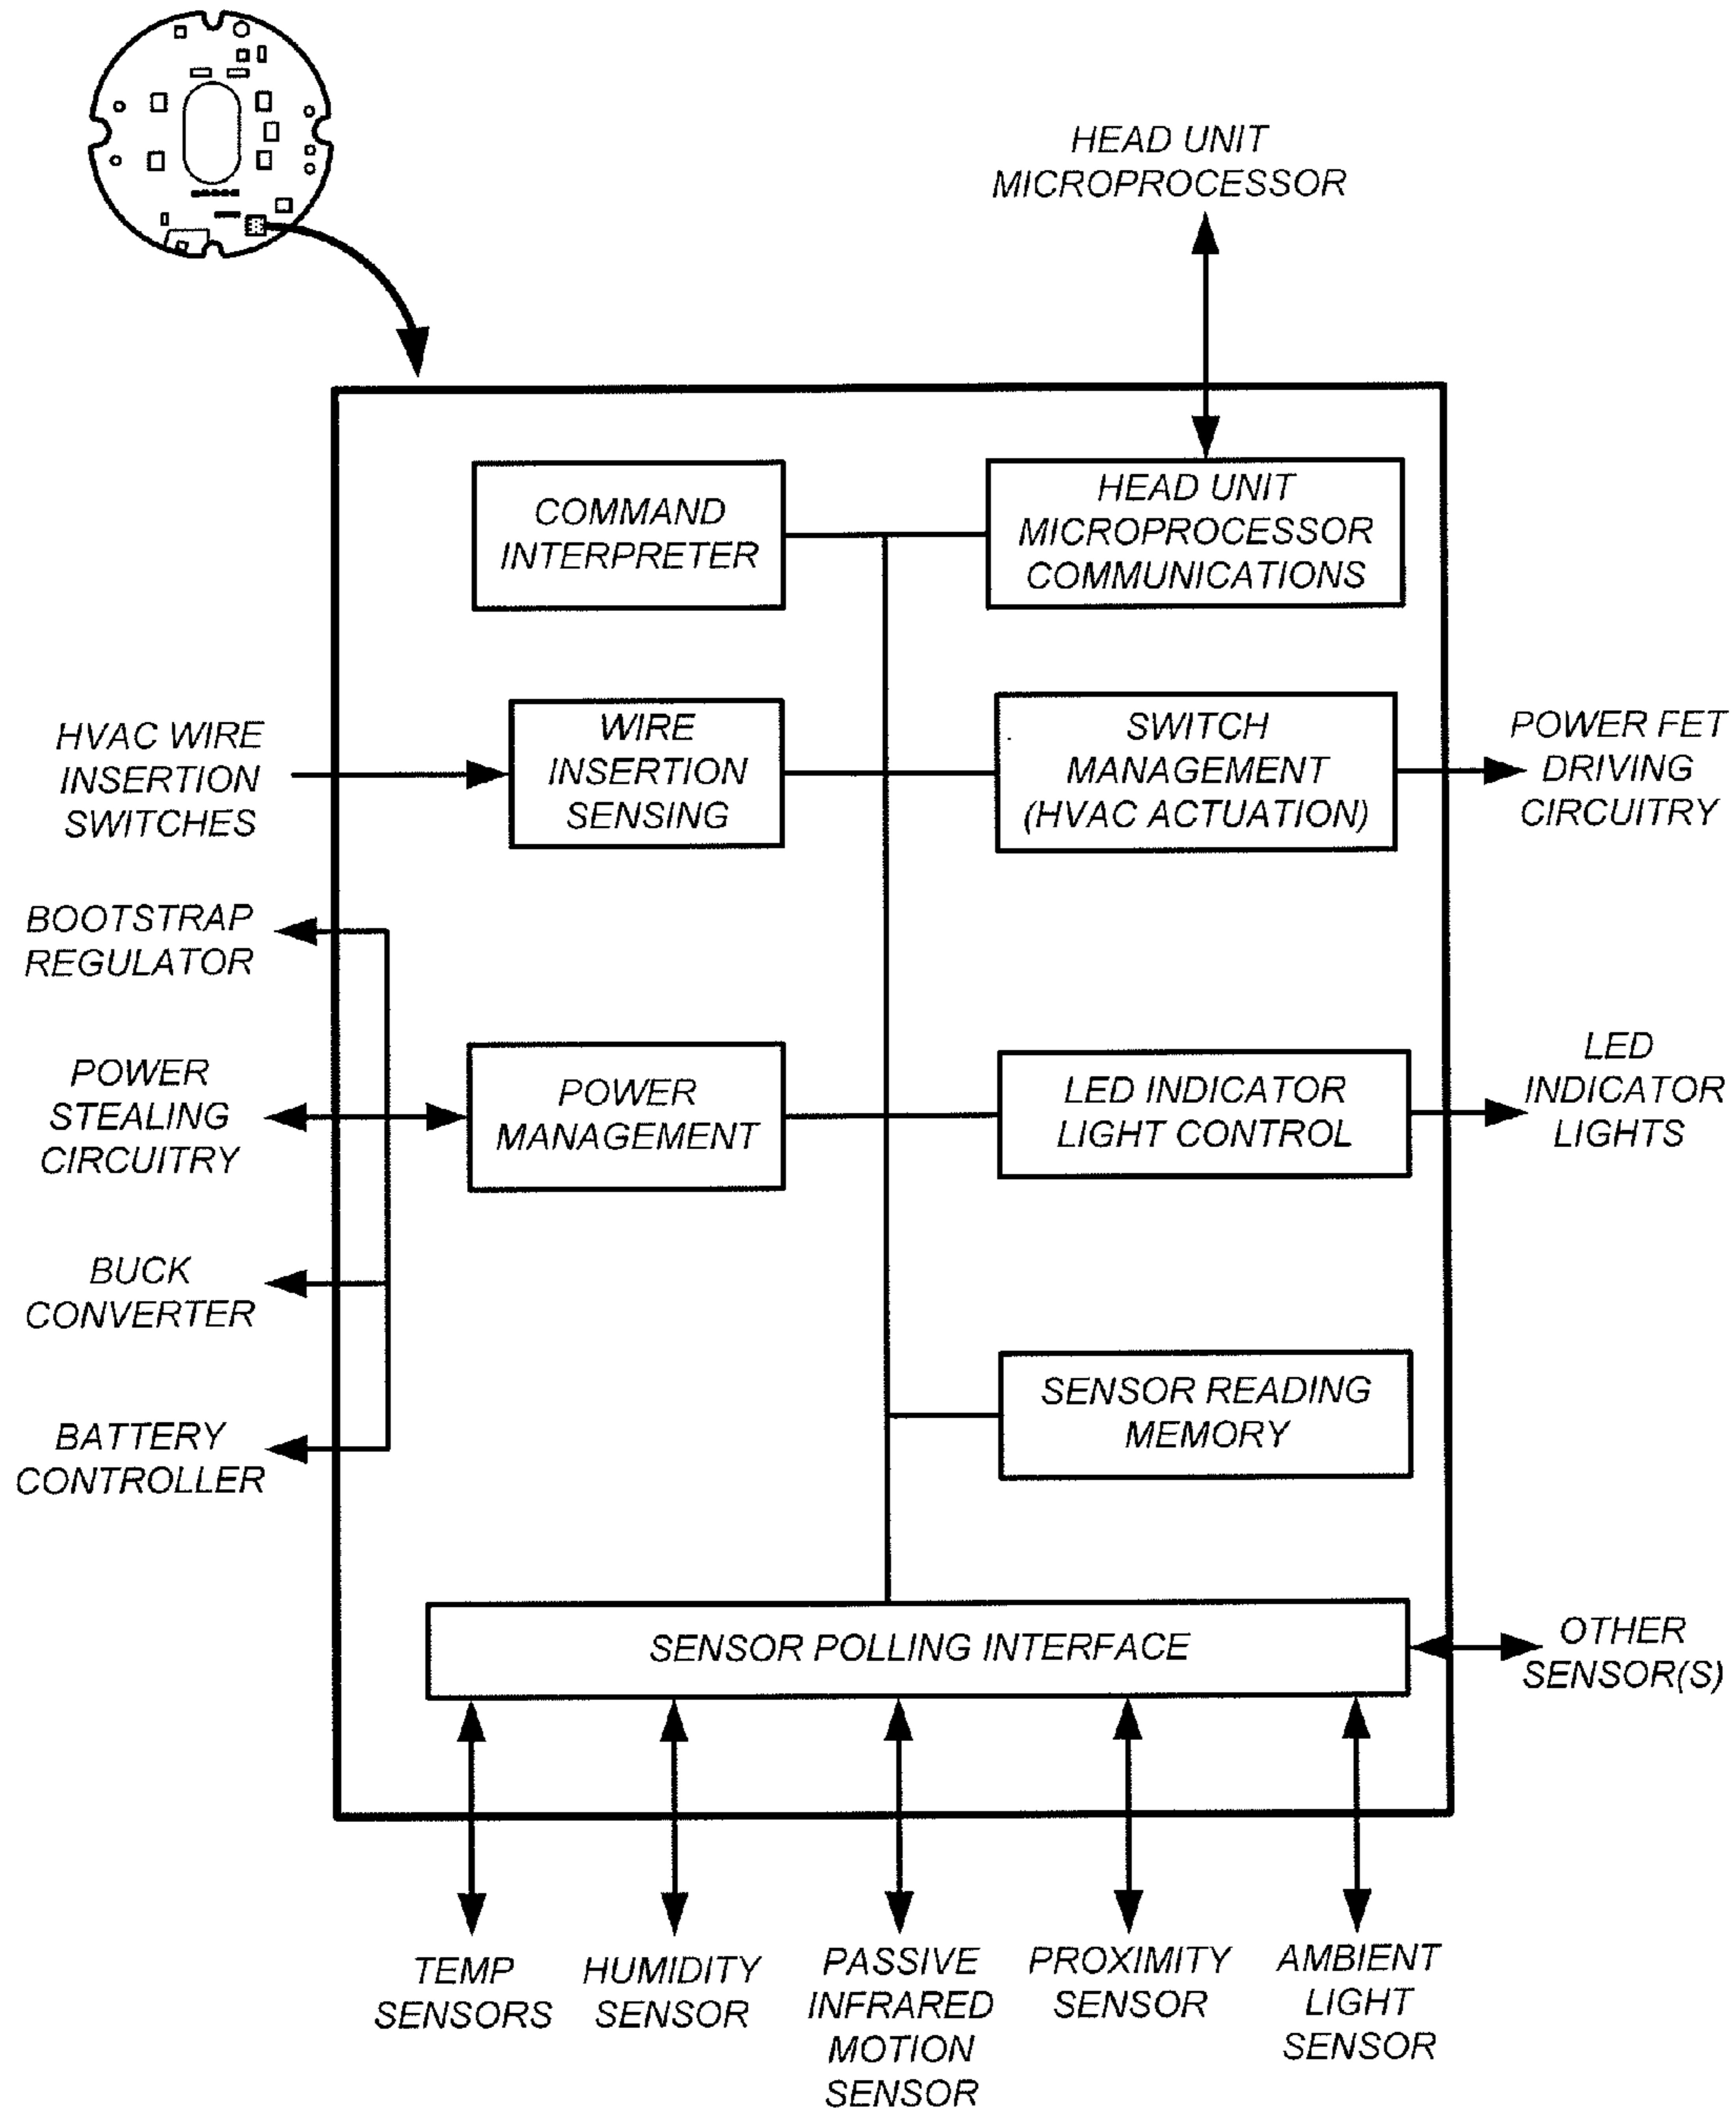 HEAD UNIT
MICROPROCESSOR
COMMAND
INTERPRETER
HEAD UNIT
MICROPROCESSOR
COMMUNICATIONS
HVAC WIRE
INSERTION
SWITCHES
WIRE
INSERTION
SENSING
SWITCH
MANAGEMENT
(HVAC ACTUATION)
POWER FET
DRIVING
CIRCUITRY
BOOTSTRAP
REGULATOR
POWER
STEALING
CIRCUITRY
POWER
MANAGEMENT
LED INDICATOR
LIGHT CONTROL
LED
INDICATOR
LIGHTS
BUCK
CONVERTER
SENSOR READING
MEMORY
BATTERY
CONTROLLER
SENSOR POLLING INTERFACE
OTHER
SENSOR(S)
TEMP
SENSORS
HUMIDITY
SENSOR
PASSIVE
INFRARED
MOTION
SENSOR
PROXIMITY
SENSOR
AMBIENT
LIGHT
SENSOR